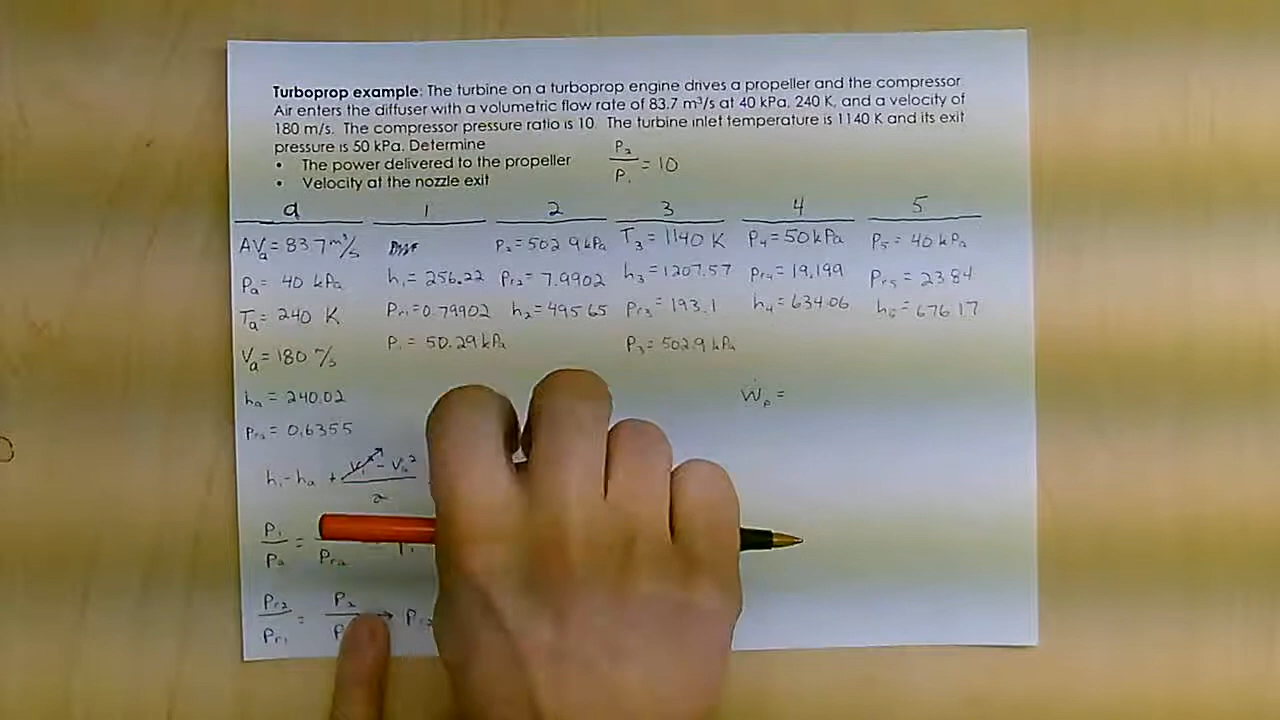 Turboprop example: The turbine on a turboprop engine drives a propeller and the compressor.
Air enters the diffuser with a volumetric flow rate of 83.7 m³/s at 40 kPa, 240 K, and a velocity of
180 m/s. The compressor pressure ratio is 10. The turbine inlet temperature is 1140 K and its exit
pressure is 50 kPa. Determine
• The power delivered to the propeller
• Velocity at the nozzle exit
P₂/P₁ = 10
a 1 2 3 4 5
AVₐ = 83.7 m³/s P₂ = 502.9 kPa T₃ = 1140 K P₄ = 50 kPa P₅ = 40 kPa
Pₐ = 40 kPa h₁ = 256.22 Pr₂ = 7.9902 h₃ = 1207.57 Pr₄ = 19.199 Pr₅ =
Tₐ = 240 K Pr₁ = 0.79902 h₂ = 495.65 Pr₃ = 193.1 h₄ = 634.06 676.17
Vₐ = 180 m/s P₁ = 50.29 kPa P₃ = 502.9 kPa
hₐ = 240.02 Ẇₚ =
Prₐ = 0.6355
h₁ - hₐ + - Vₐ² / 2
P₁/Pₐ = Prₐ
Pr₂/Pr₁ = P₂ → Pr₂